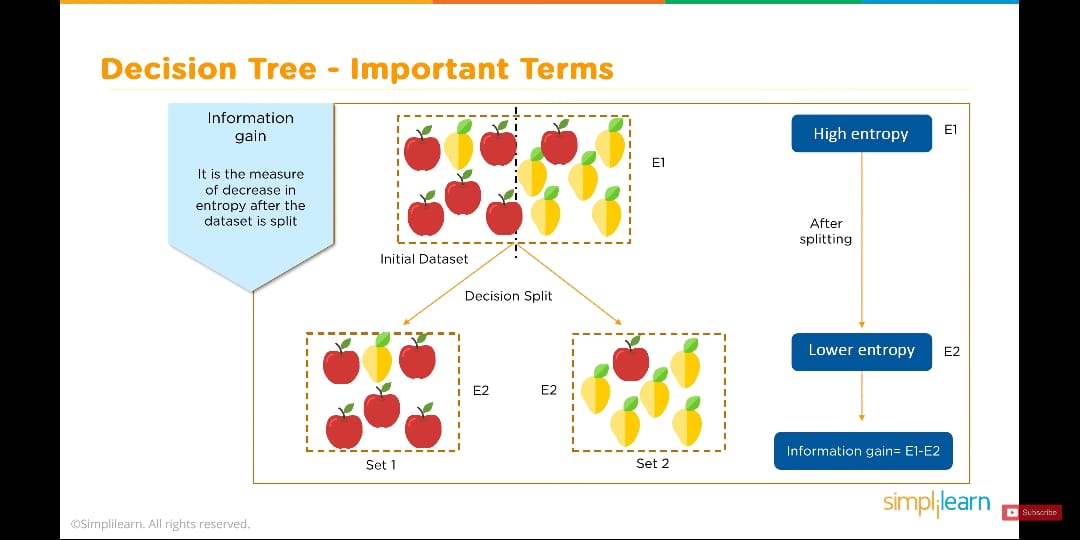 Decision Tree - Important Terms
Information
gain
It is the measure
of decrease in
entropy after the
dataset is split
E1
Initial Dataset
Decision Split
E2
E2
Set 1
Set 2
High entropy
E1
After
splitting
Lower entropy
E2
Information gain= E1-E2
simplilearn
Subscribe
©Simplilearn. All rights reserved.